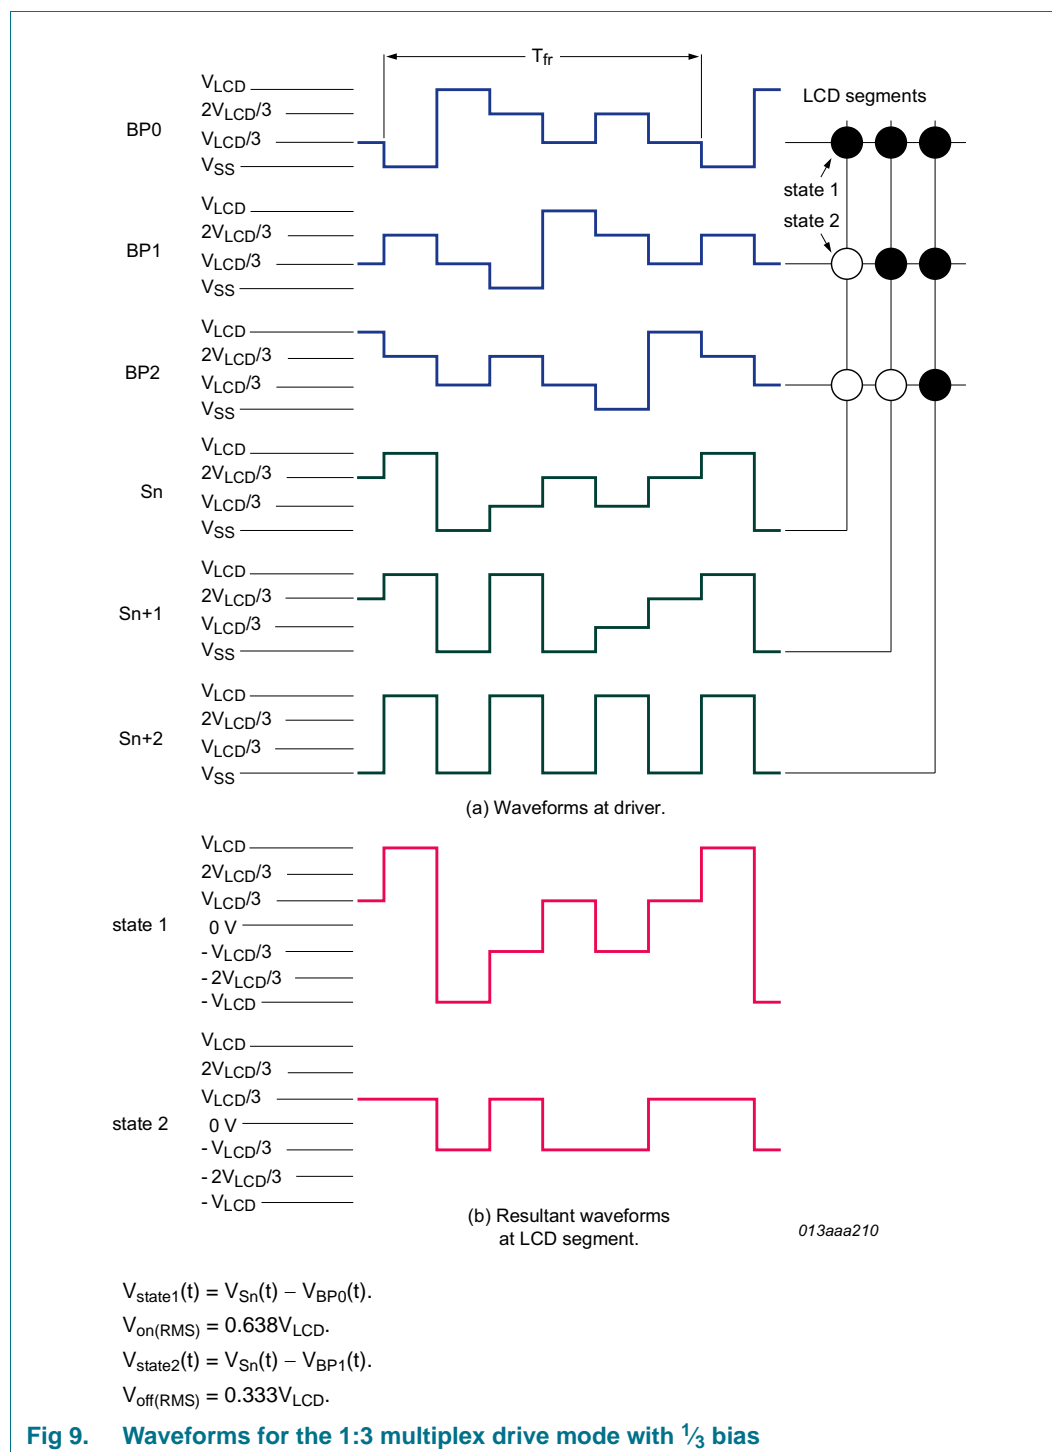 T_fr
V_LCD
2V_LCD/3
BP0
V_LCD/3
V_SS
LCD segments
state 1
V_LCD
2V_LCD/3
BP1
V_LCD/3
V_SS
state 2
V_LCD
2V_LCD/3
BP2
V_LCD/3
V_SS
V_LCD
2V_LCD/3
Sn
V_LCD/3
V_SS
V_LCD
2V_LCD/3
Sn+1
V_LCD/3
V_SS
V_LCD
2V_LCD/3
Sn+2
V_LCD/3
V_SS
(a) Waveforms at driver.
V_LCD
2V_LCD/3
V_LCD/3
state 1
0 V
- V_LCD/3
- 2V_LCD/3
- V_LCD
V_LCD
2V_LCD/3
V_LCD/3
state 2
0 V
- V_LCD/3
- 2V_LCD/3
- V_LCD
(b) Resultant waveforms
at LCD segment.
013aaa210
V_state1(t) = V_Sn(t) − V_BP0(t).
V_on(RMS) = 0.638V_LCD.
V_state2(t) = V_Sn(t) − V_BP1(t).
V_off(RMS) = 0.333V_LCD.
Fig 9. Waveforms for the 1:3 multiplex drive mode with 1/3 bias